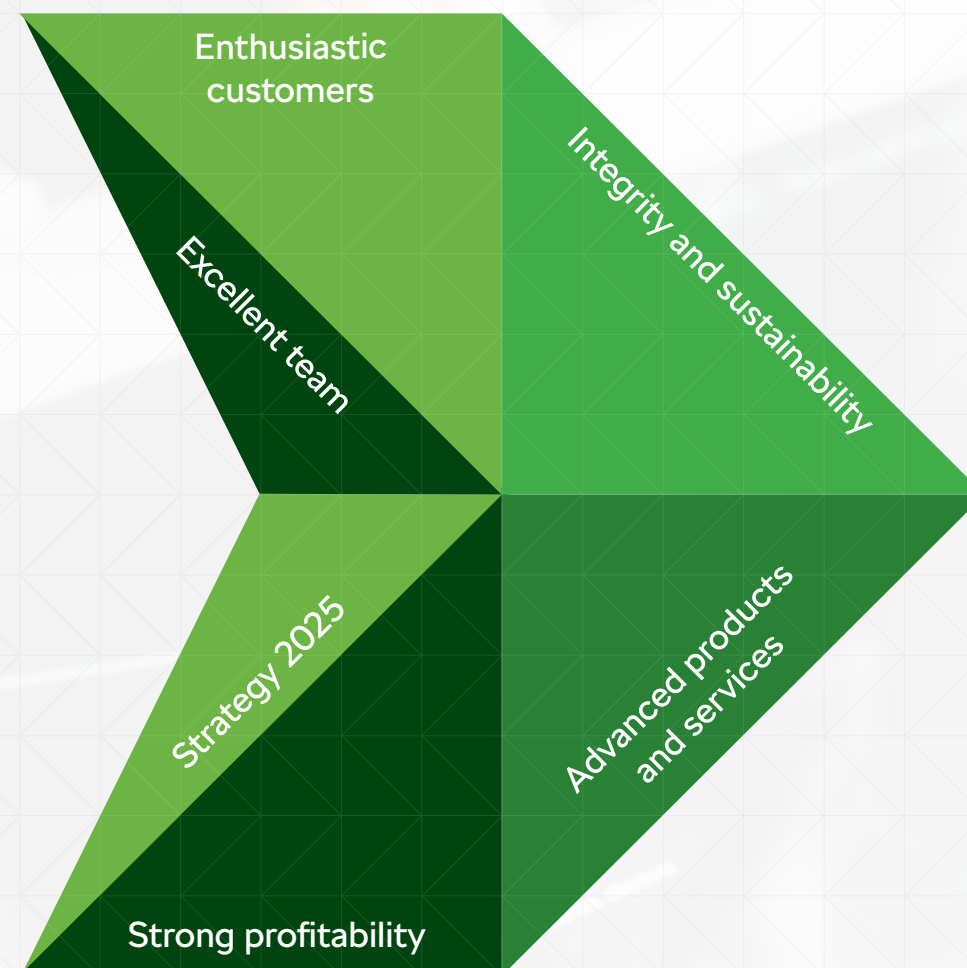 Enthusiastic
customers
Integrity and sustainability
Excellent team
Strategy 2025
Advanced products
and services
Strong profitability